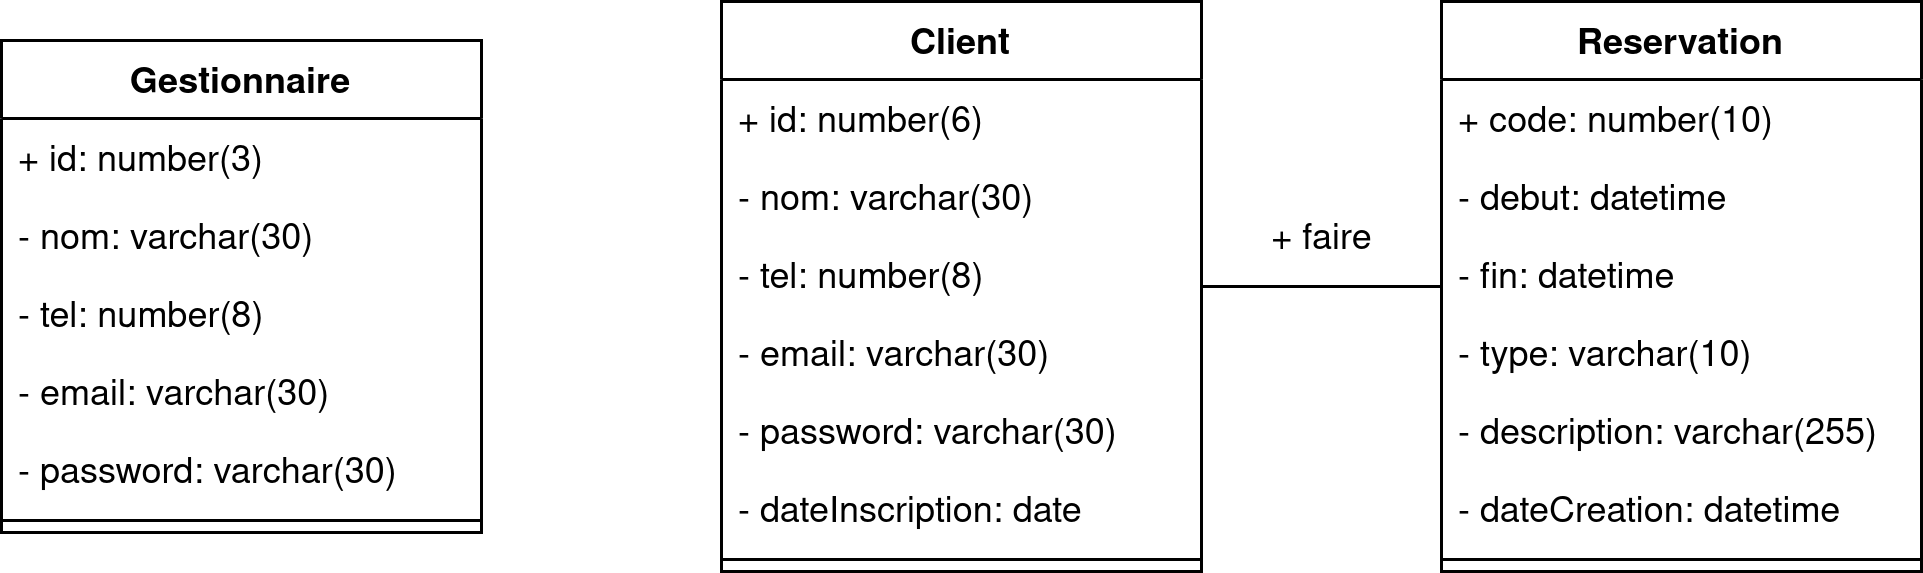 Gestionnaire
+ id: number(3)
- nom: varchar(30)
- tel: number(8)
- email: varchar(30)
- password: varchar(30)
Client
+ id: number(6)
- nom: varchar(30)
- tel: number(8)
- email: varchar(30)
- password: varchar(30)
- dateInscription: date
+ faire
Reservation
+ code: number(10)
- debut: datetime
- fin: datetime
- type: varchar(10)
- description: varchar(255)
- dateCreation: datetime